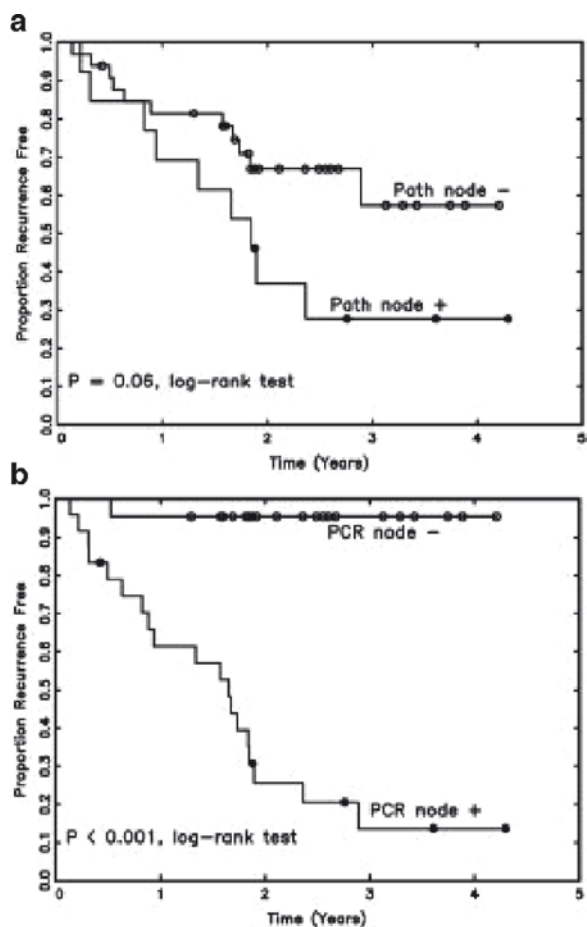 a
1.0
0.9
0.8
0.7
0.6
0.5
0.4
0.3
0.2
0.1
0.0
Proportion Recurrence Free
Path node -
Path node +
P = 0.06, log-rank test
0 1 2 3 4 5
Time (Years)
b
1.0
0.9
0.8
0.7
0.6
0.5
0.4
0.3
0.2
0.1
0.0
Proportion Recurrence Free
PCR node -
PCR node +
P < 0.001, log-rank test
0 1 2 3 4 5
Time (Years)